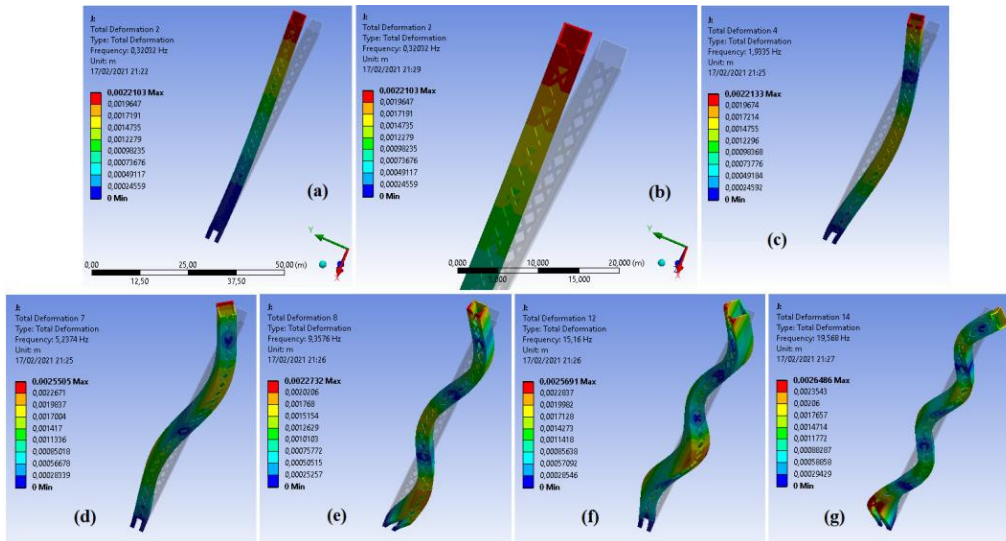 J:
Total Deformation 2
Type: Total Deformation
Frequency: 0,32032 Hz
Unit: m
17/02/2021 21:22
0,0022103 Max
0,0019647
0,0017191
0,0014735
0,0012279
0,00098235
0,00073676
0,00049117
0,00024559
0 Min
(a)
Y
X
0,00 25,00 50,00 (m)
12,50 37,50
J:
Total Deformation 2
Type: Total Deformation
Frequency: 0,32032 Hz
Unit: m
17/02/2021 21:29
0,0022103 Max
0,0019647
0,0017191
0,0014735
0,0012279
0,00098235
0,00073676
0,00049117
0,00024559
0 Min
(b)
Y
X
0,000 10,000 20,000 (m)
5,000 15,000
J:
Total Deformation 4
Type: Total Deformation
Frequency: 1,9335 Hz
Unit: m
17/02/2021 21:25
0,0022133 Max
0,0019674
0,0017214
0,0014755
0,0012296
0,00098368
0,00073776
0,00049184
0,00024592
0 Min
(c)
Y
X
J:
Total Deformation 7
Type: Total Deformation
Frequency: 5,2374 Hz
Unit: m
17/02/2021 21:25
0,0025505 Max
0,0022671
0,0019837
0,0017004
0,001417
0,0011336
0,00085018
0,00056678
0,00028339
0 Min
(d)
J:
Total Deformation 8
Type: Total Deformation
Frequency: 9,3576 Hz
Unit: m
17/02/2021 21:26
0,0022732 Max
0,0020206
0,001768
0,0015154
0,0012629
0,0010103
0,00075772
0,00050515
0,00025257
0 Min
(e)
J:
Total Deformation 12
Type: Total Deformation
Frequency: 15,16 Hz
Unit: m
17/02/2021 21:26
0,0025691 Max
0,0022837
0,0019982
0,0017128
0,0014273
0,0011418
0,00085638
0,00057092
0,00028546
0 Min
(f)
J:
Total Deformation 14
Type: Total Deformation
Frequency: 19,568 Hz
Unit: m
17/02/2021 21:27
0,0026486 Max
0,0023543
0,00206
0,0017657
0,0014714
0,0011772
0,00088287
0,00058858
0,00029429
0 Min
(g)